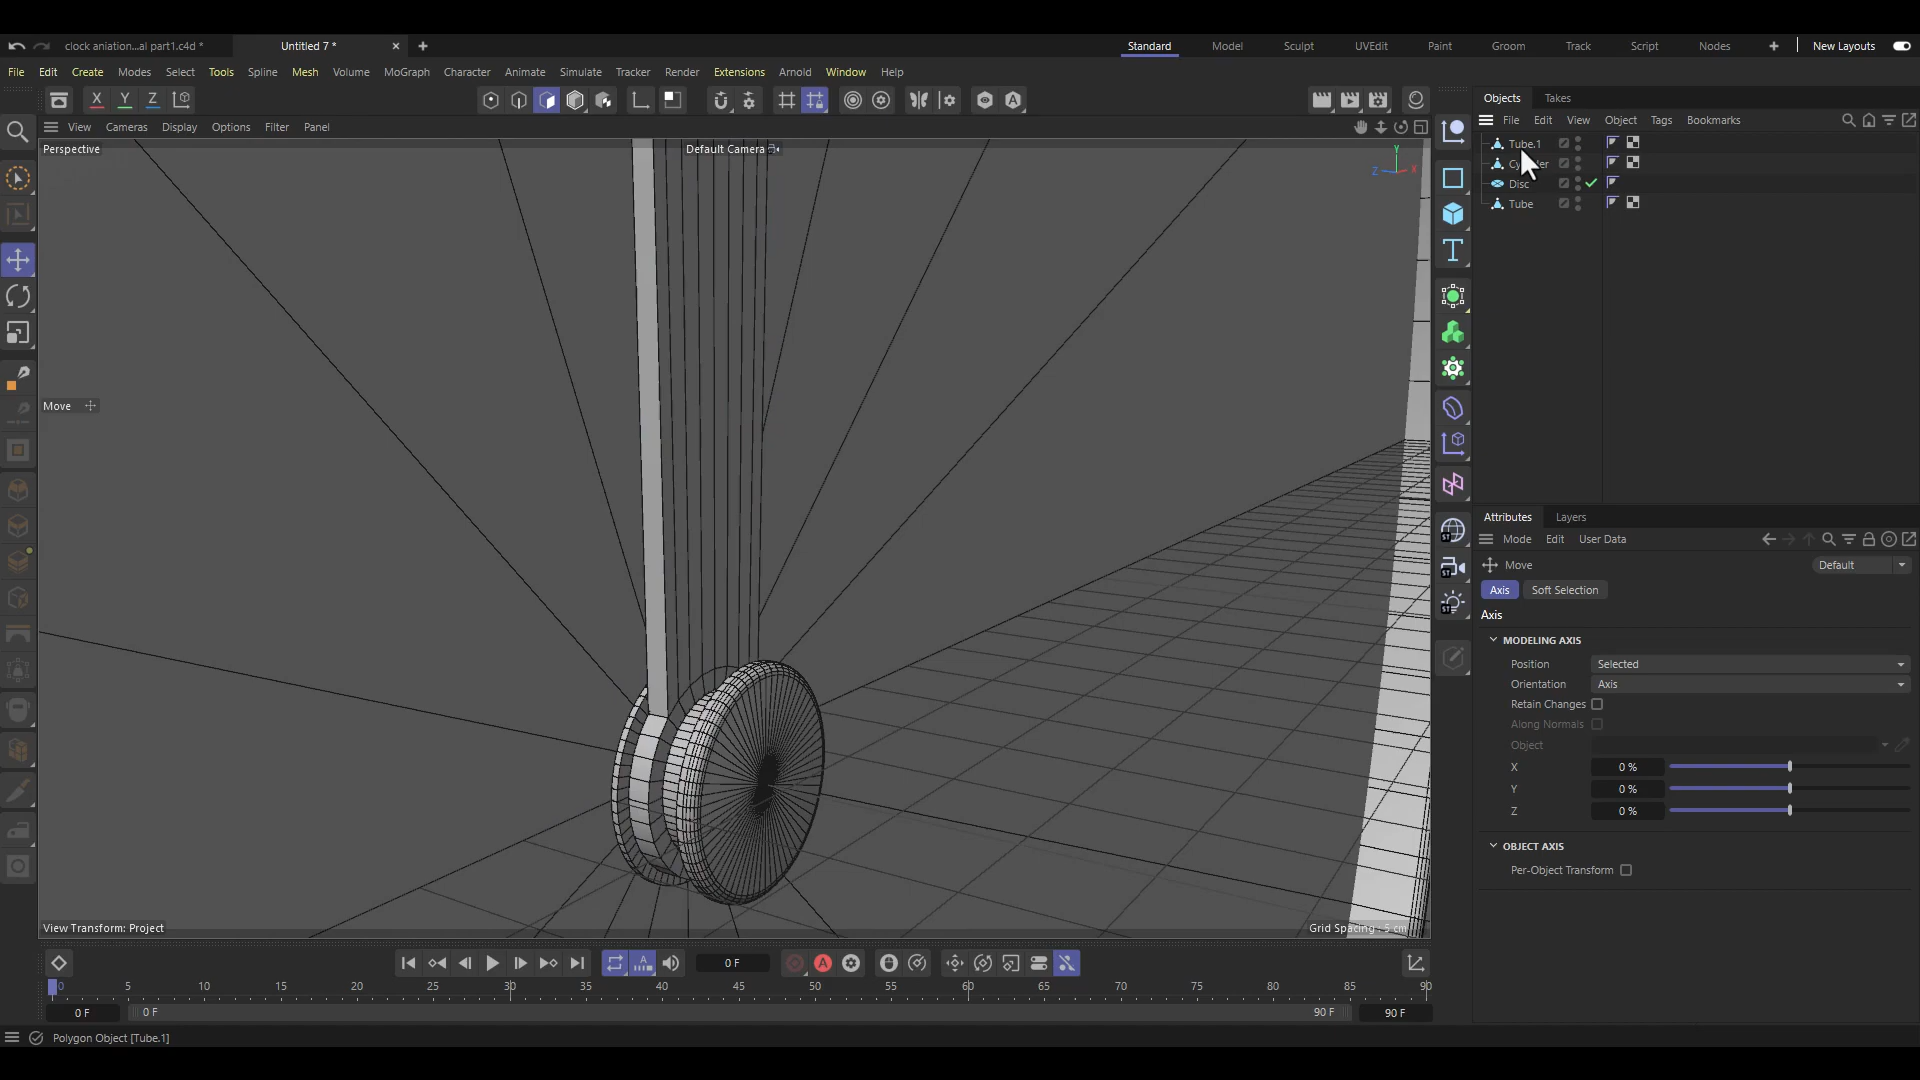 clock aniation...al part1.c4d *
Untitled 7 *
Standard
Model
Sculpt
UVEdit
Paint
Groom
Track
Script
Nodes
New Layouts
File Edit Create Modes Select Tools Spline Mesh Volume MoGraph Character Animate Simulate Tracker Render Extensions Arnold Window Help
X Y Z
View Cameras Display Options Filter Panel
Perspective
Default Camera
Y
Z
X
Move
View Transform: Project
Grid Spacing : 5 cm
Objects Takes
File Edit View Object Tags Bookmarks
Tube.1
Disc
Tube
Attributes Layers
Mode Edit User Data
Move
Default
Axis Soft Selection
Axis
MODELING AXIS
Position Selected
Orientation Axis
Retain Changes
Along Normals
Object
X 0 %
Y 0 %
Z 0 %
OBJECT AXIS
Per-Object Transform
0 F
0 5 10 15 20 25 30 35 40 45 50 55 60 65 70 75 80 85 90
0 F 0 F 90 F 90 F
Polygon Object [Tube.1]